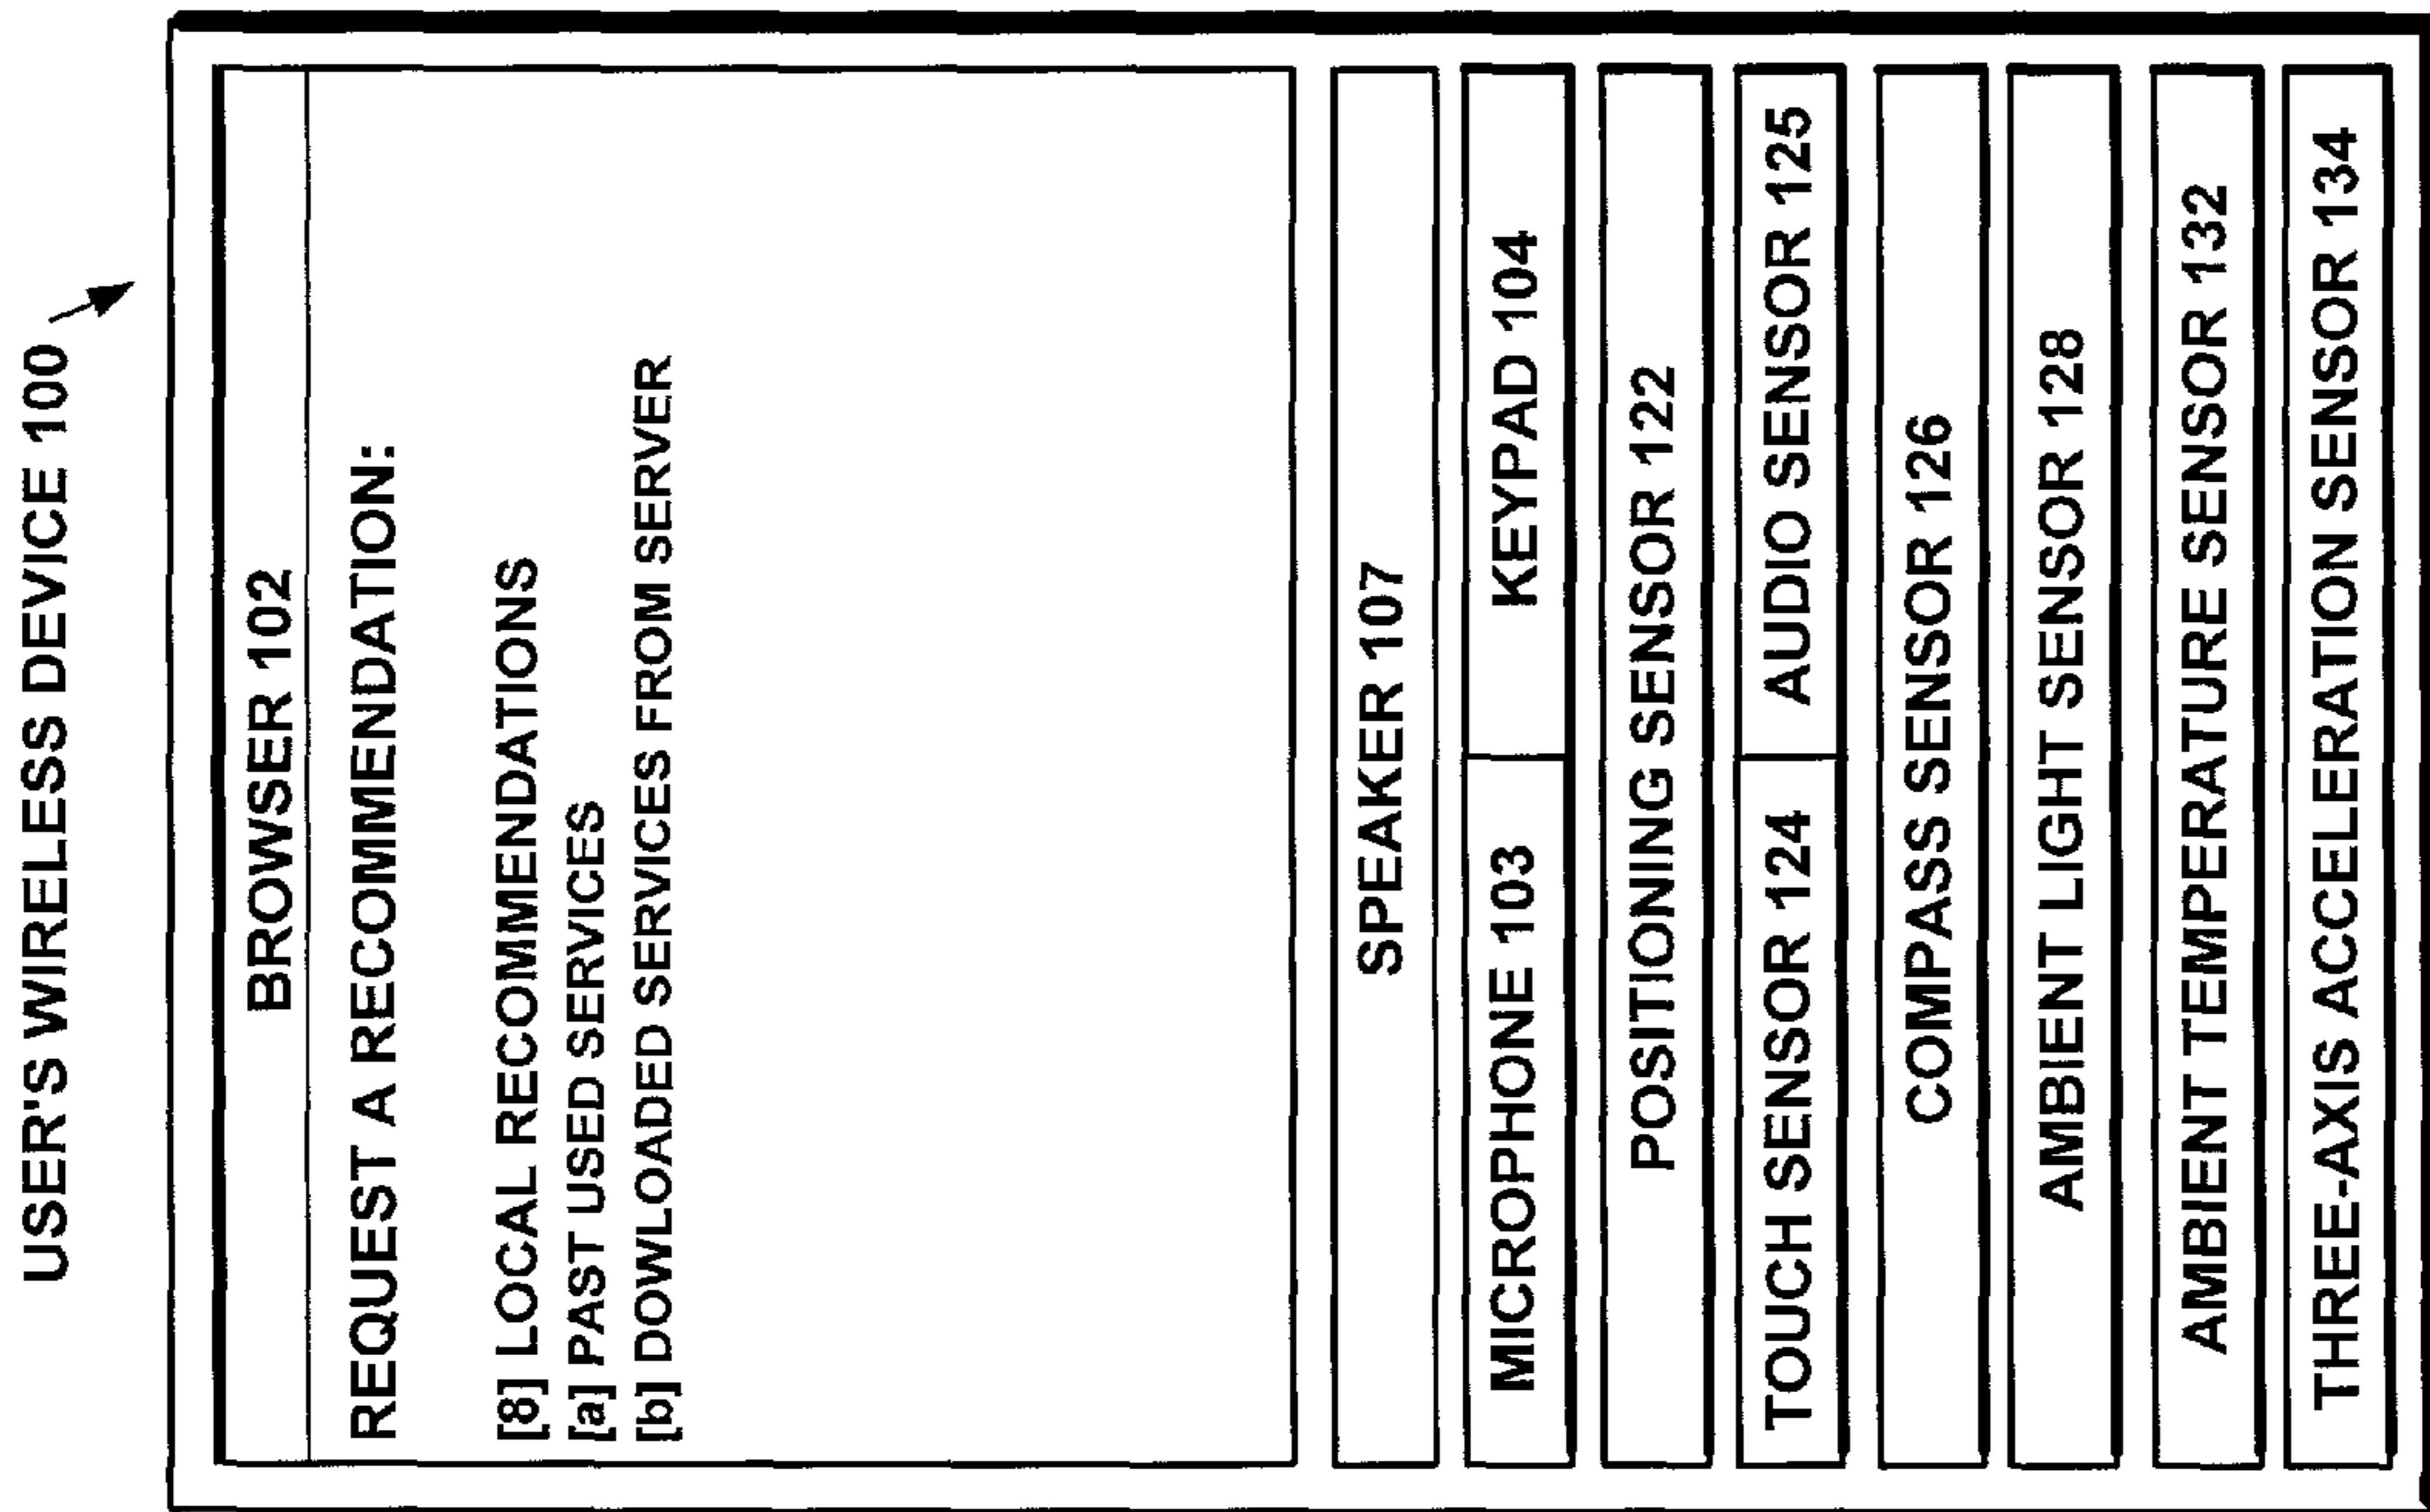 USER'S WIRELESS DEVICE 100
BROWSER 102
REQUEST A RECOMMENDATION:
[8] LOCAL RECOMMENDATIONS
[a] PAST USED SERVICES
[b] DOWLOADED SERVICES FROM SERVER
SPEAKER 107
MICROPHONE 103 KEYPAD 104
POSITIONING SENSOR 122
TOUCH SENSOR 124 AUDIO SENSOR 125
COMPASS SENSOR 126
AMBIENT LIGHT SENSOR 128
AMBIENT TEMPERATURE SENSOR 132
THREE-AXIS ACCELERATION SENSOR 134